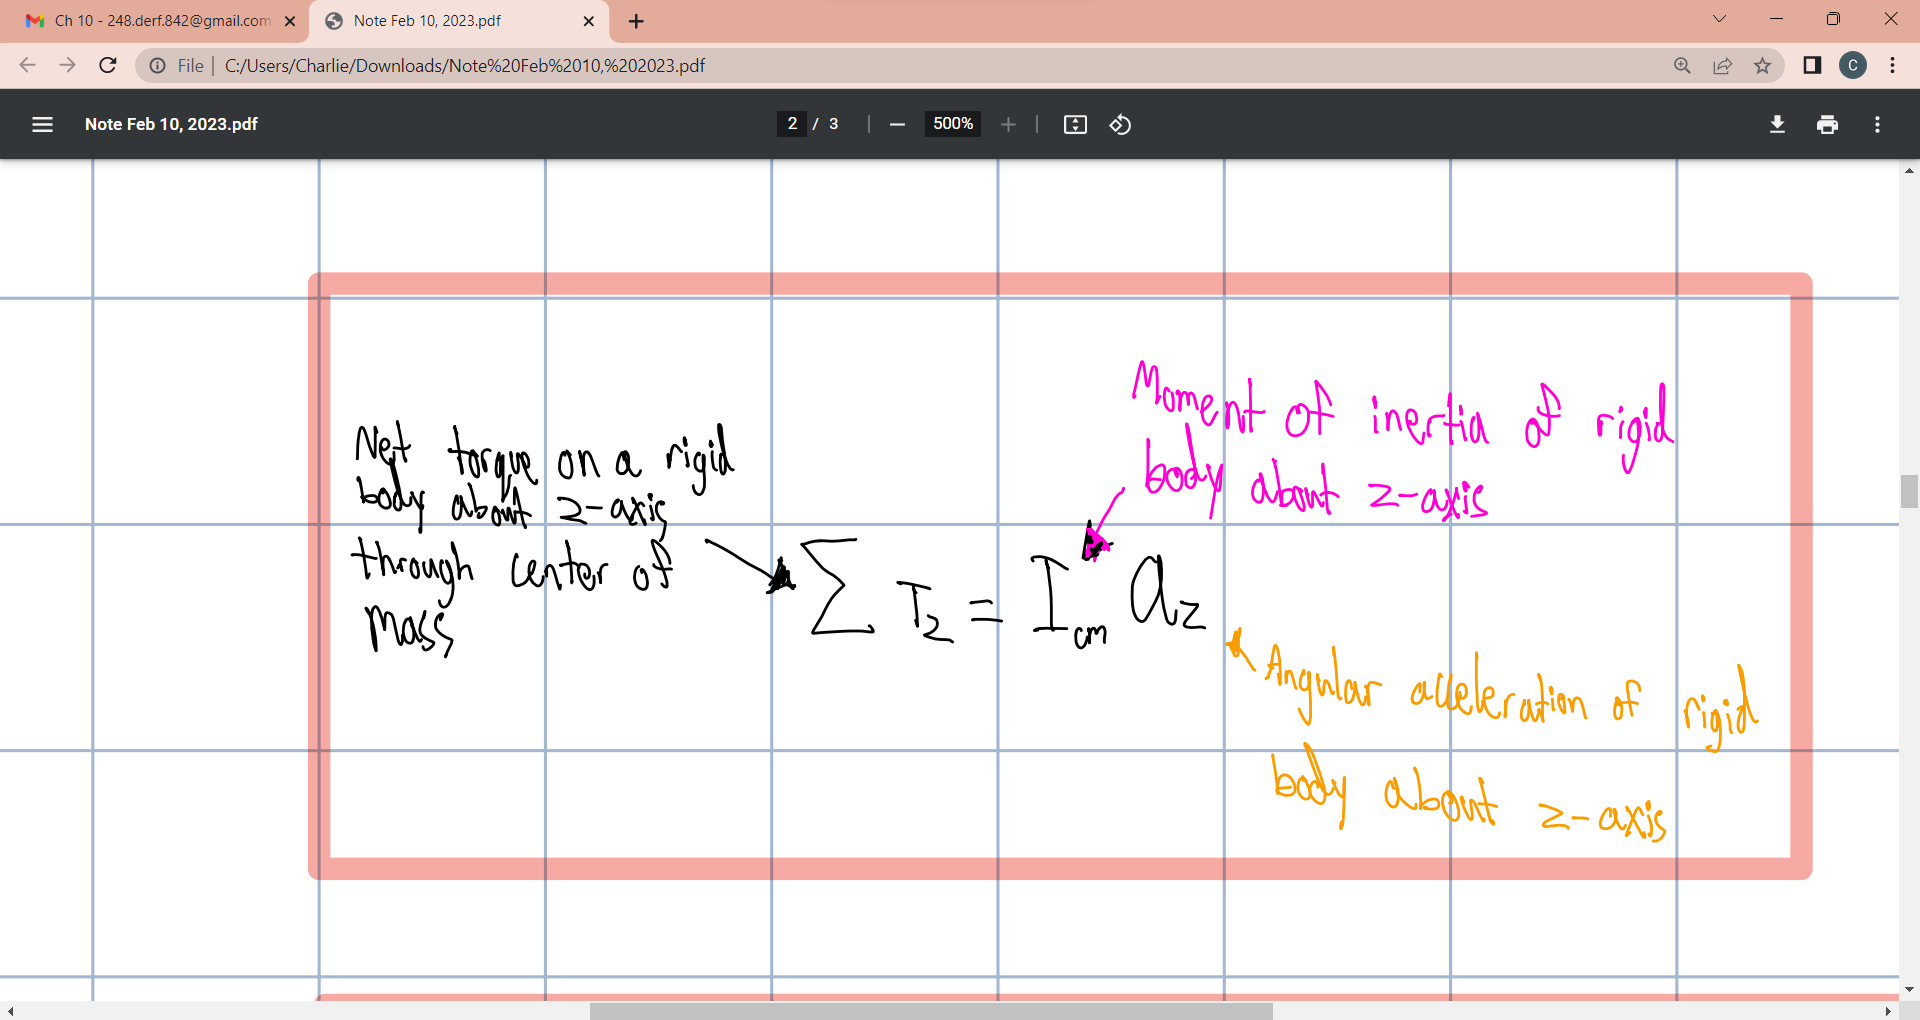 Ch 10 - 248.derf.842@gmail.com
Note Feb 10, 2023.pdf
File
C:/Users/Charlie/Downloads/Note%20Feb%2010,%202023.pdf
C
Note Feb 10, 2023.pdf
2 / 3
500%
Moment of inertia of rigid
body about z-axis
Net torque on a rigid
body about z-axis
through center of
mass
∑ τz = Icm αz
Angular acceleration of rigid
body about z-axis